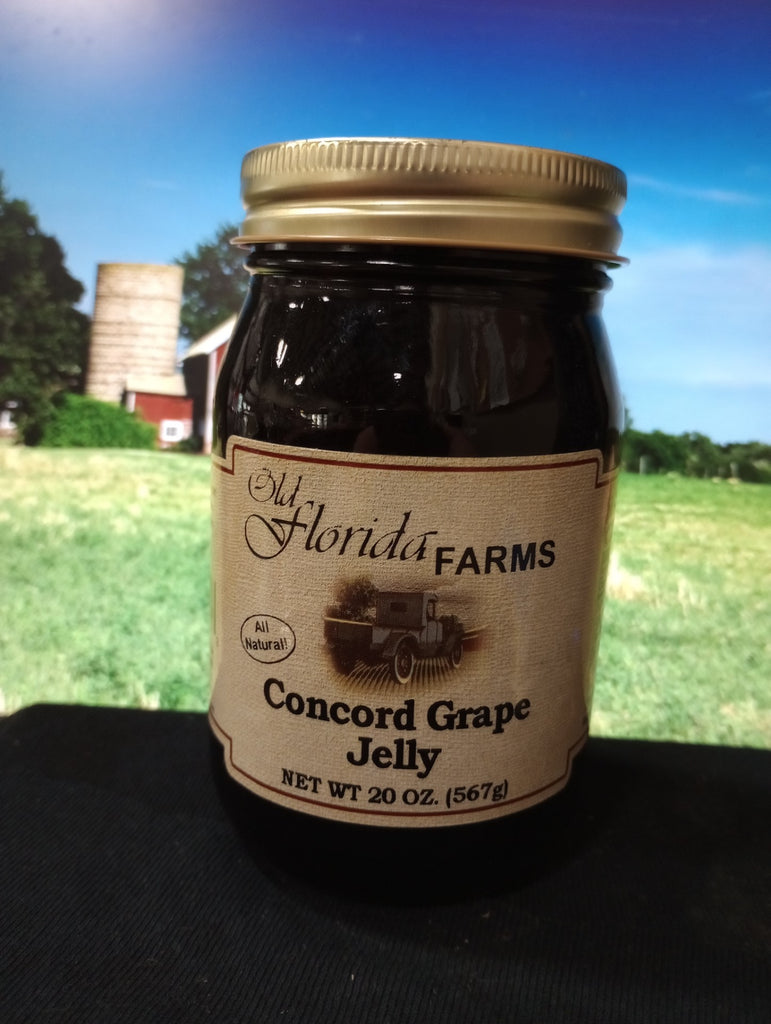 Old
Florida FARMS
All
Natural!
Concord Grape
Jelly
NET WT 20 OZ. (567g)